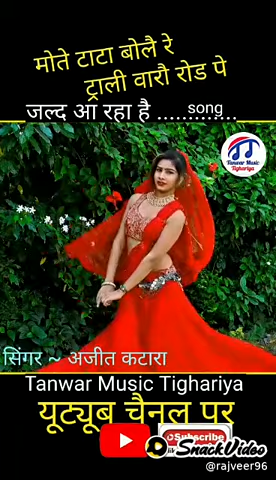 मोते टाटा बोलै रे
ट्राली वारौ रोड पे
जल्द आ रहा है ............. song
Tanwar Music
Tighariya
सिंगर ~ अजीत कटारा
Tanwar Music Tighariya
यूट्यूब चैनल पर
Subscribe
SnackVideo
@rajveer96